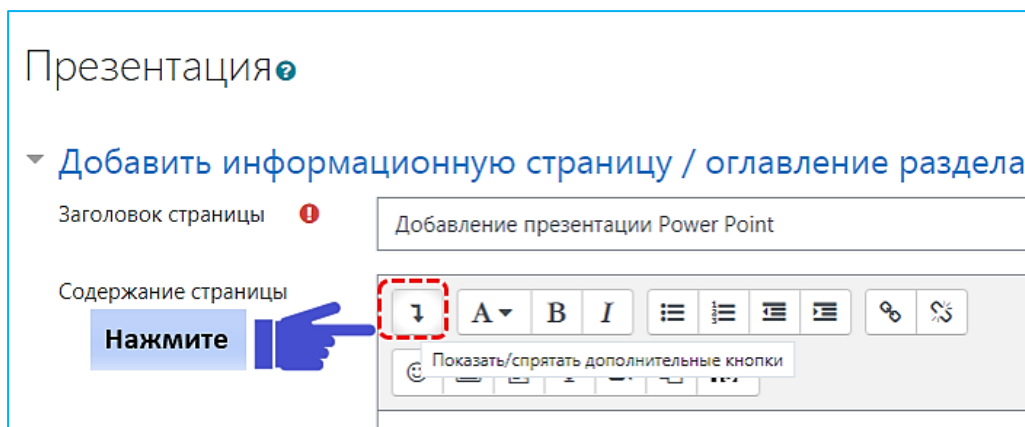 Презентация
Добавить информационную страницу / оглавление раздела
Заголовок страницы
Добавление презентации Power Point
Содержание страницы
Нажмите
A B I
Показать/спрятать дополнительные кнопки